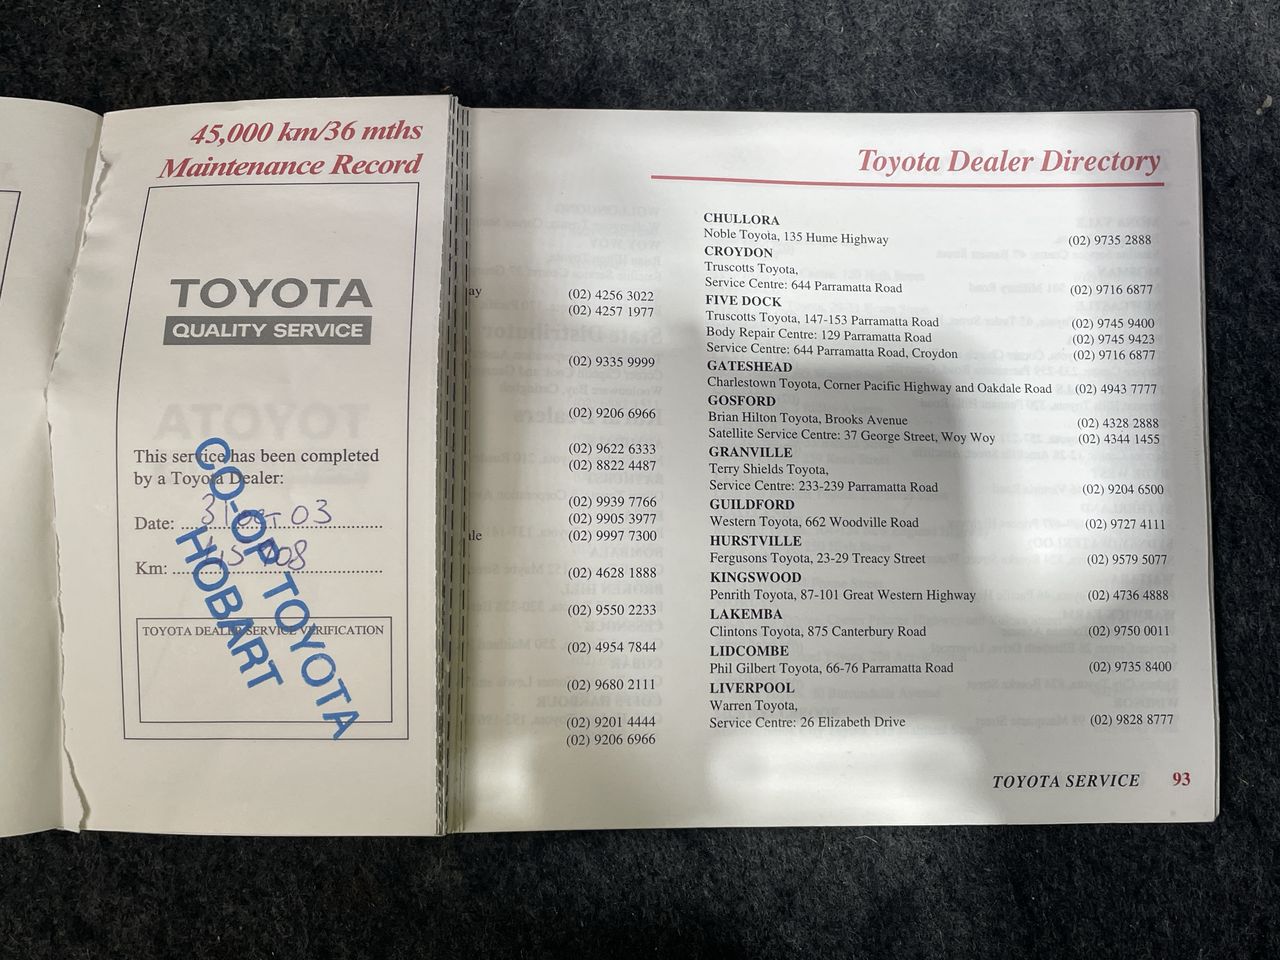 45,000 km/36 mths
Maintenance Record
TOYOTA
QUALITY SERVICE
This service has been completed
by a Toyota Dealer:
Date: 31 03
Km:
TOYOTA DEALER SERVICE VERIFICATION
CO-OP TOYOTA
HOBART
ay
(02) 4256 3022
(02) 4257 1977
(02) 9335 9999
(02) 9206 6966
(02) 9622 6333
(02) 8822 4487
(02) 9939 7766
(02) 9905 3977
le (02) 9997 7300
(02) 4628 1888
(02) 9550 2233
(02) 4954 7844
(02) 9680 2111
(02) 9201 4444
(02) 9206 6966
Toyota Dealer Directory
CHULLORA
Noble Toyota, 135 Hume Highway (02) 9735 2888
CROYDON
Truscotts Toyota,
Service Centre: 644 Parramatta Road (02) 9716 6877
FIVE DOCK
Truscotts Toyota, 147-153 Parramatta Road (02) 9745 9400
Body Repair Centre: 129 Parramatta Road (02) 9745 9423
Service Centre: 644 Parramatta Road, Croydon (02) 9716 6877
GATESHEAD
Charlestown Toyota, Corner Pacific Highway and Oakdale Road (02) 4943 7777
GOSFORD
Brian Hilton Toyota, Brooks Avenue (02) 4328 2888
Satellite Service Centre: 37 George Street, Woy Woy (02) 4344 1455
GRANVILLE
Terry Shields Toyota,
Service Centre: 233-239 Parramatta Road (02) 9204 6500
GUILDFORD
Western Toyota, 662 Woodville Road (02) 9727 4111
HURSTVILLE
Fergusons Toyota, 23-29 Treacy Street (02) 9579 5077
KINGSWOOD
Penrith Toyota, 87-101 Great Western Highway (02) 4736 4888
LAKEMBA
Clintons Toyota, 875 Canterbury Road (02) 9750 0011
LIDCOMBE
Phil Gilbert Toyota, 66-76 Parramatta Road (02) 9735 8400
LIVERPOOL
Warren Toyota,
Service Centre: 26 Elizabeth Drive (02) 9828 8777
TOYOTA SERVICE 93